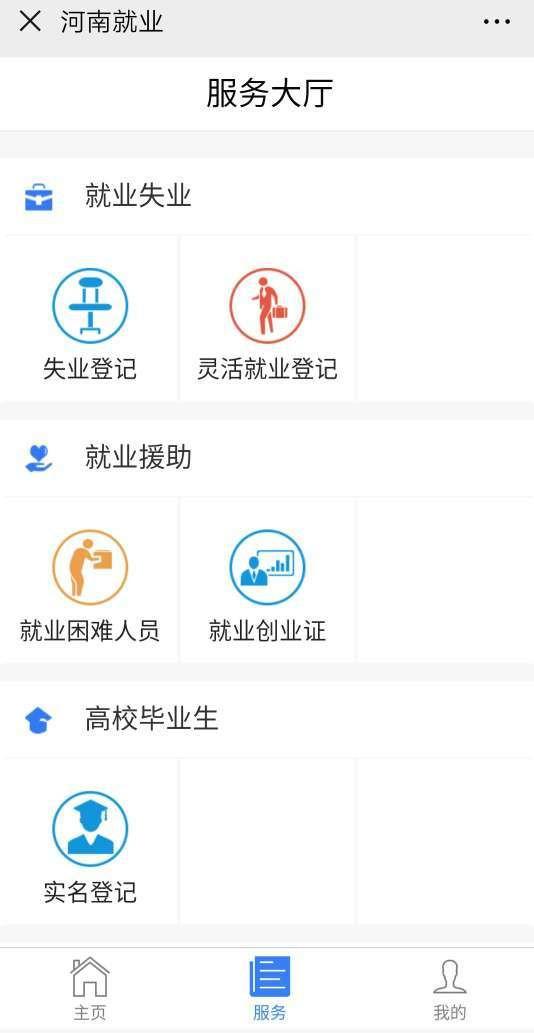 河南就业
服务大厅
就业失业
失业登记
灵活就业登记
就业援助
就业困难人员
就业创业证
高校毕业生
实名登记
主页
服务
我的